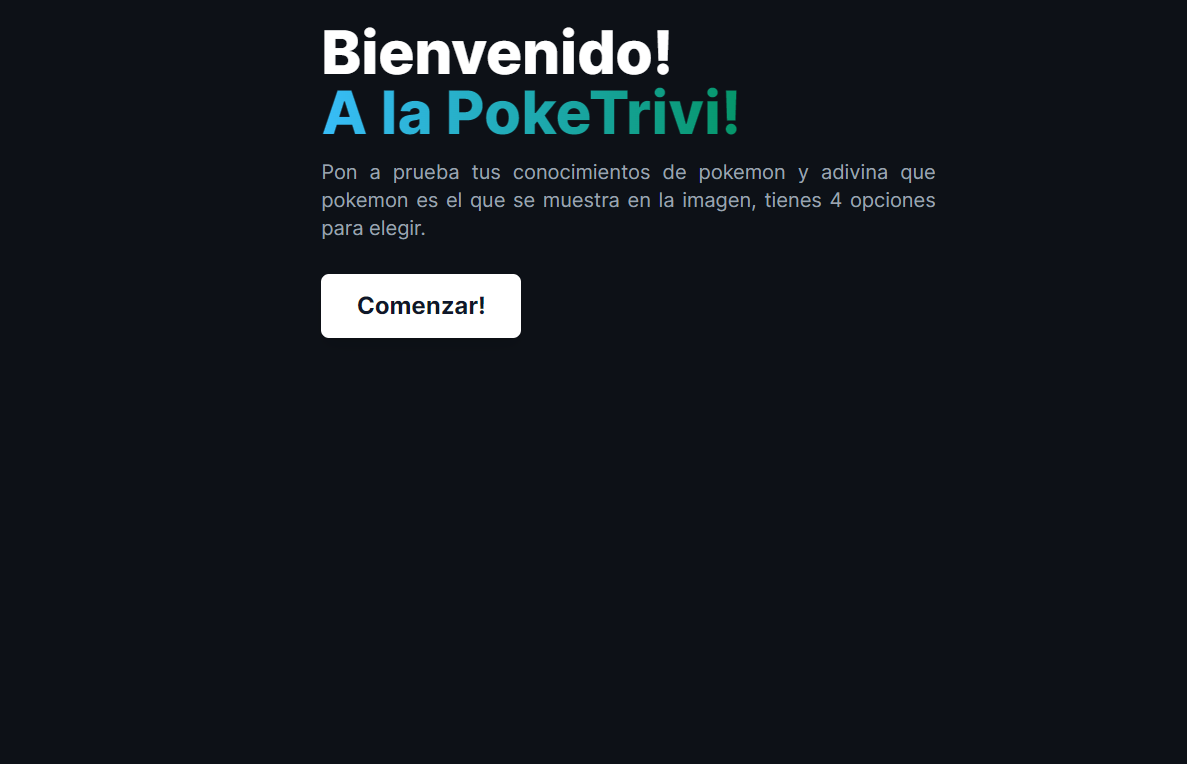 Bienvenido!
A la PokeTrivi!
Pon a prueba tus conocimientos de pokemon y adivina que
pokemon es el que se muestra en la imagen, tienes 4 opciones
para elegir.
Comenzar!